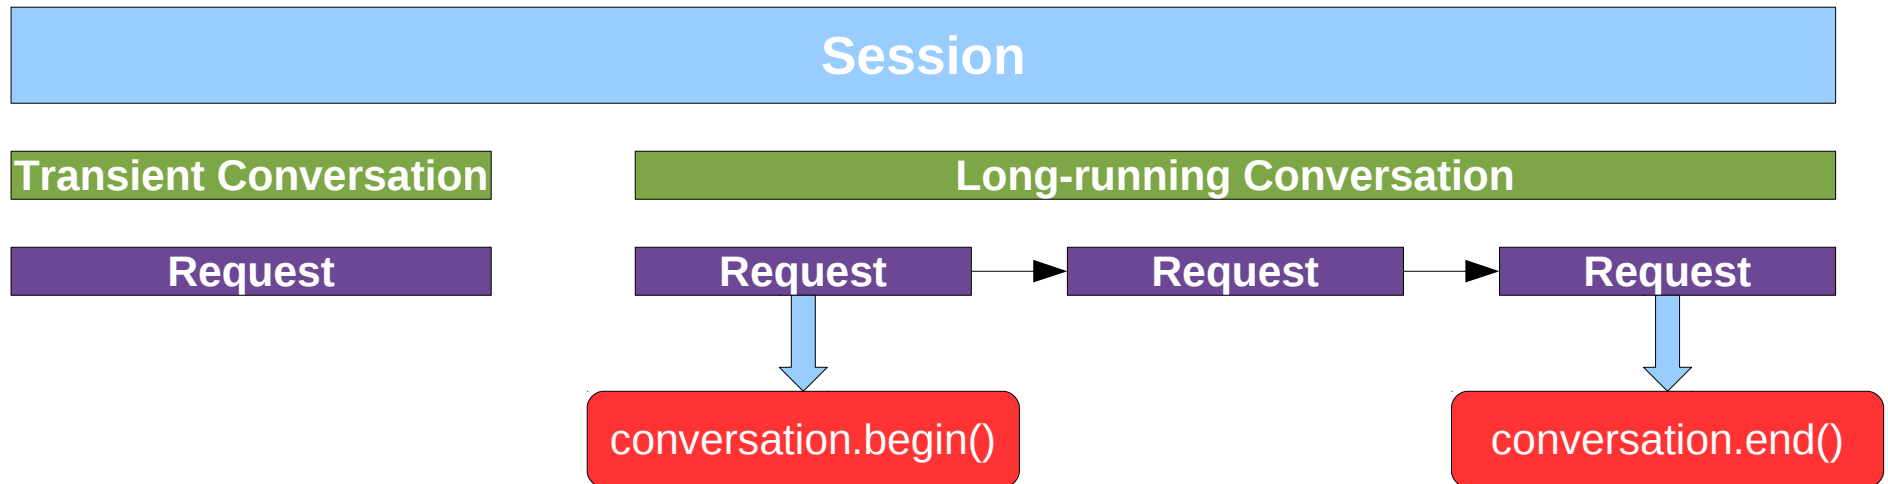 Session
Transient Conversation
Long-running Conversation
Request
Request
Request
Request
conversation.begin()
conversation.end()